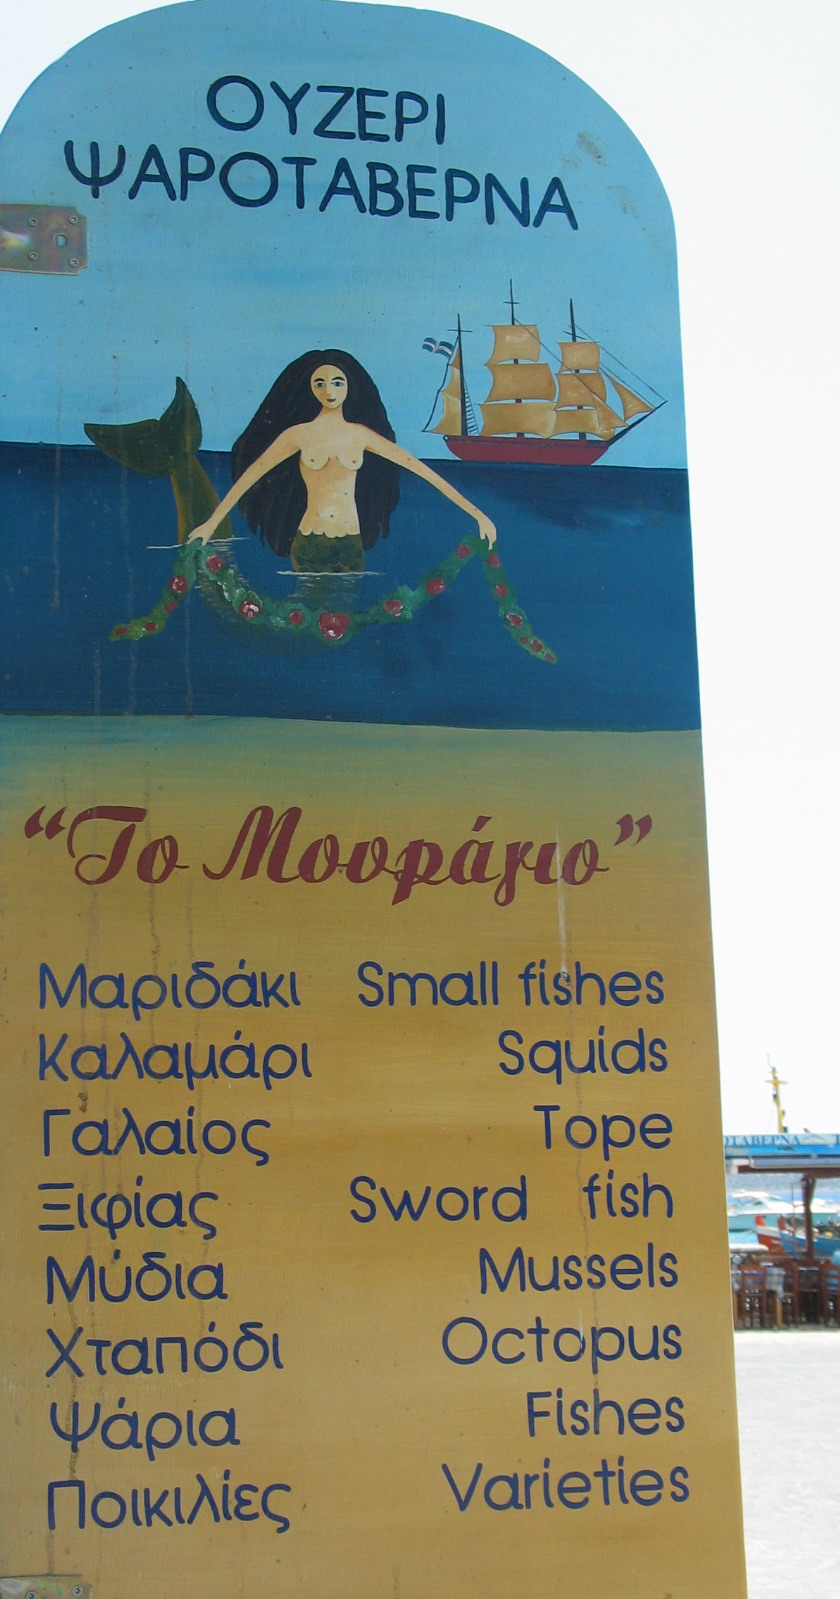 ΟΥΖΕΡΙ
ΨΑΡΟΤΑΒΕΡΝΑ
“Το Μουράγιο”
Μαριδάκι Small fishes
Καλαμάρι Squids
Γαλαίος Tope
Ξιφίας Sword fish
Μύδια Mussels
Χταπόδι Octopus
Ψάρια Fishes
Ποικιλίες Varieties